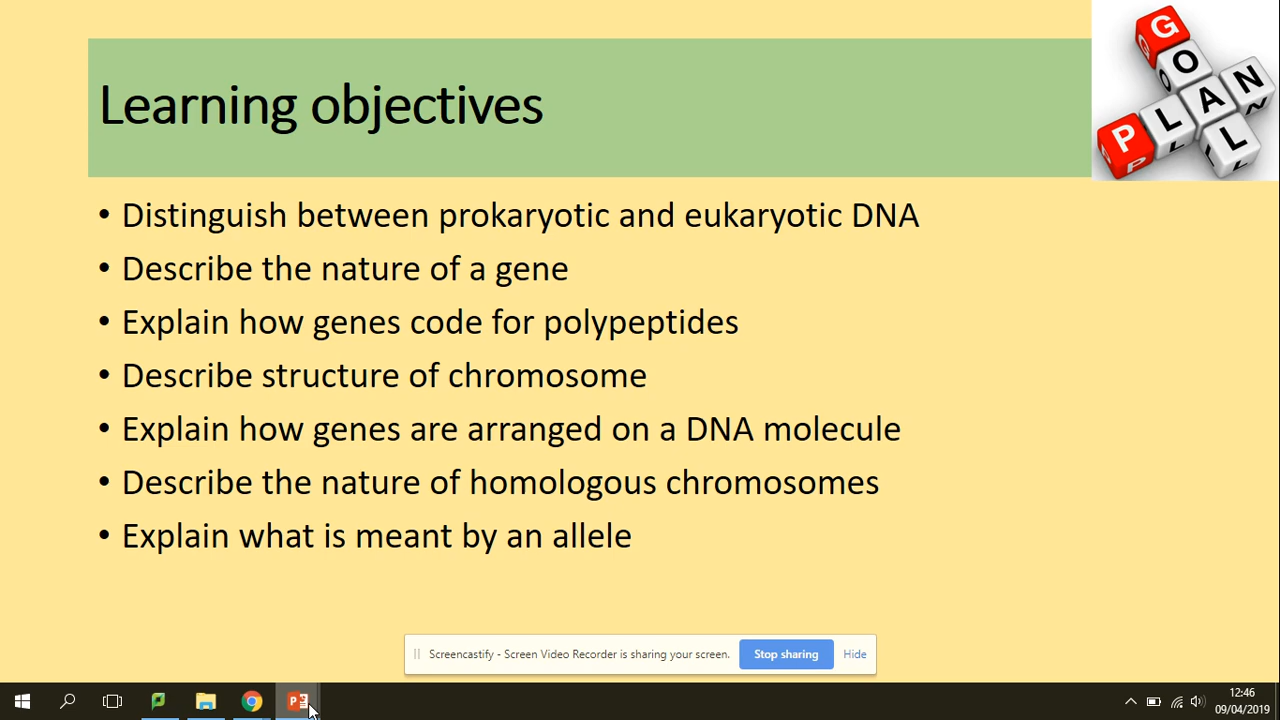 Learning objectives
GOAL
PLAN
• Distinguish between prokaryotic and eukaryotic DNA
• Describe the nature of a gene
• Explain how genes code for polypeptides
• Describe structure of chromosome
• Explain how genes are arranged on a DNA molecule
• Describe the nature of homologous chromosomes
• Explain what is meant by an allele
Screencastify - Screen Video Recorder is sharing your screen. Stop sharing Hide
12:46
09/04/2019